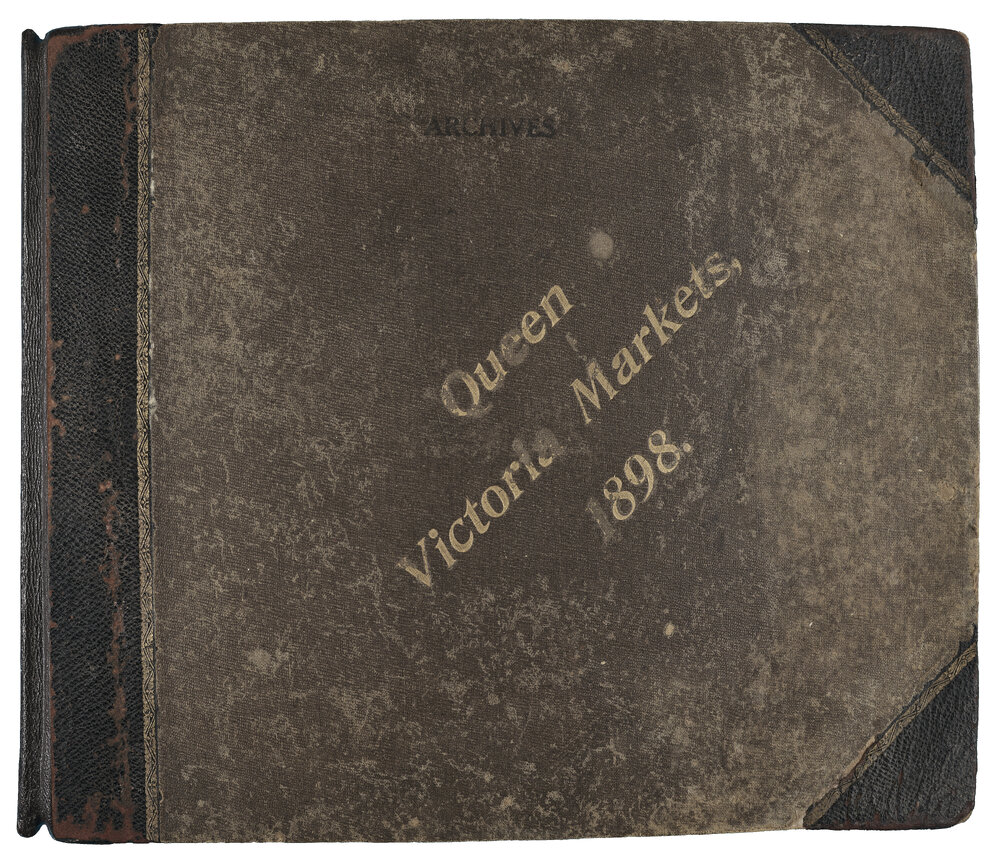 ARCHIVES
Queen
Victoria Markets,
1898.